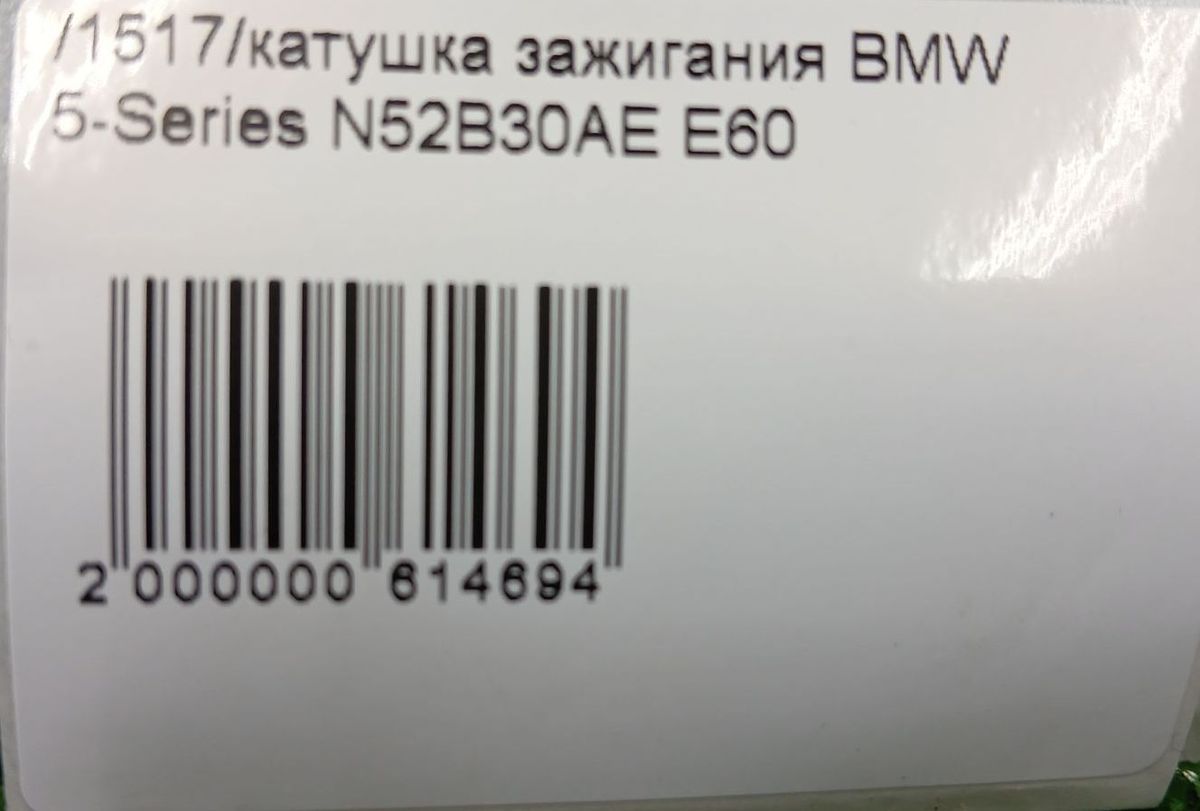 /1517/катушка зажигания BMW
5-Series N52B30AE E60
2 000000 614694